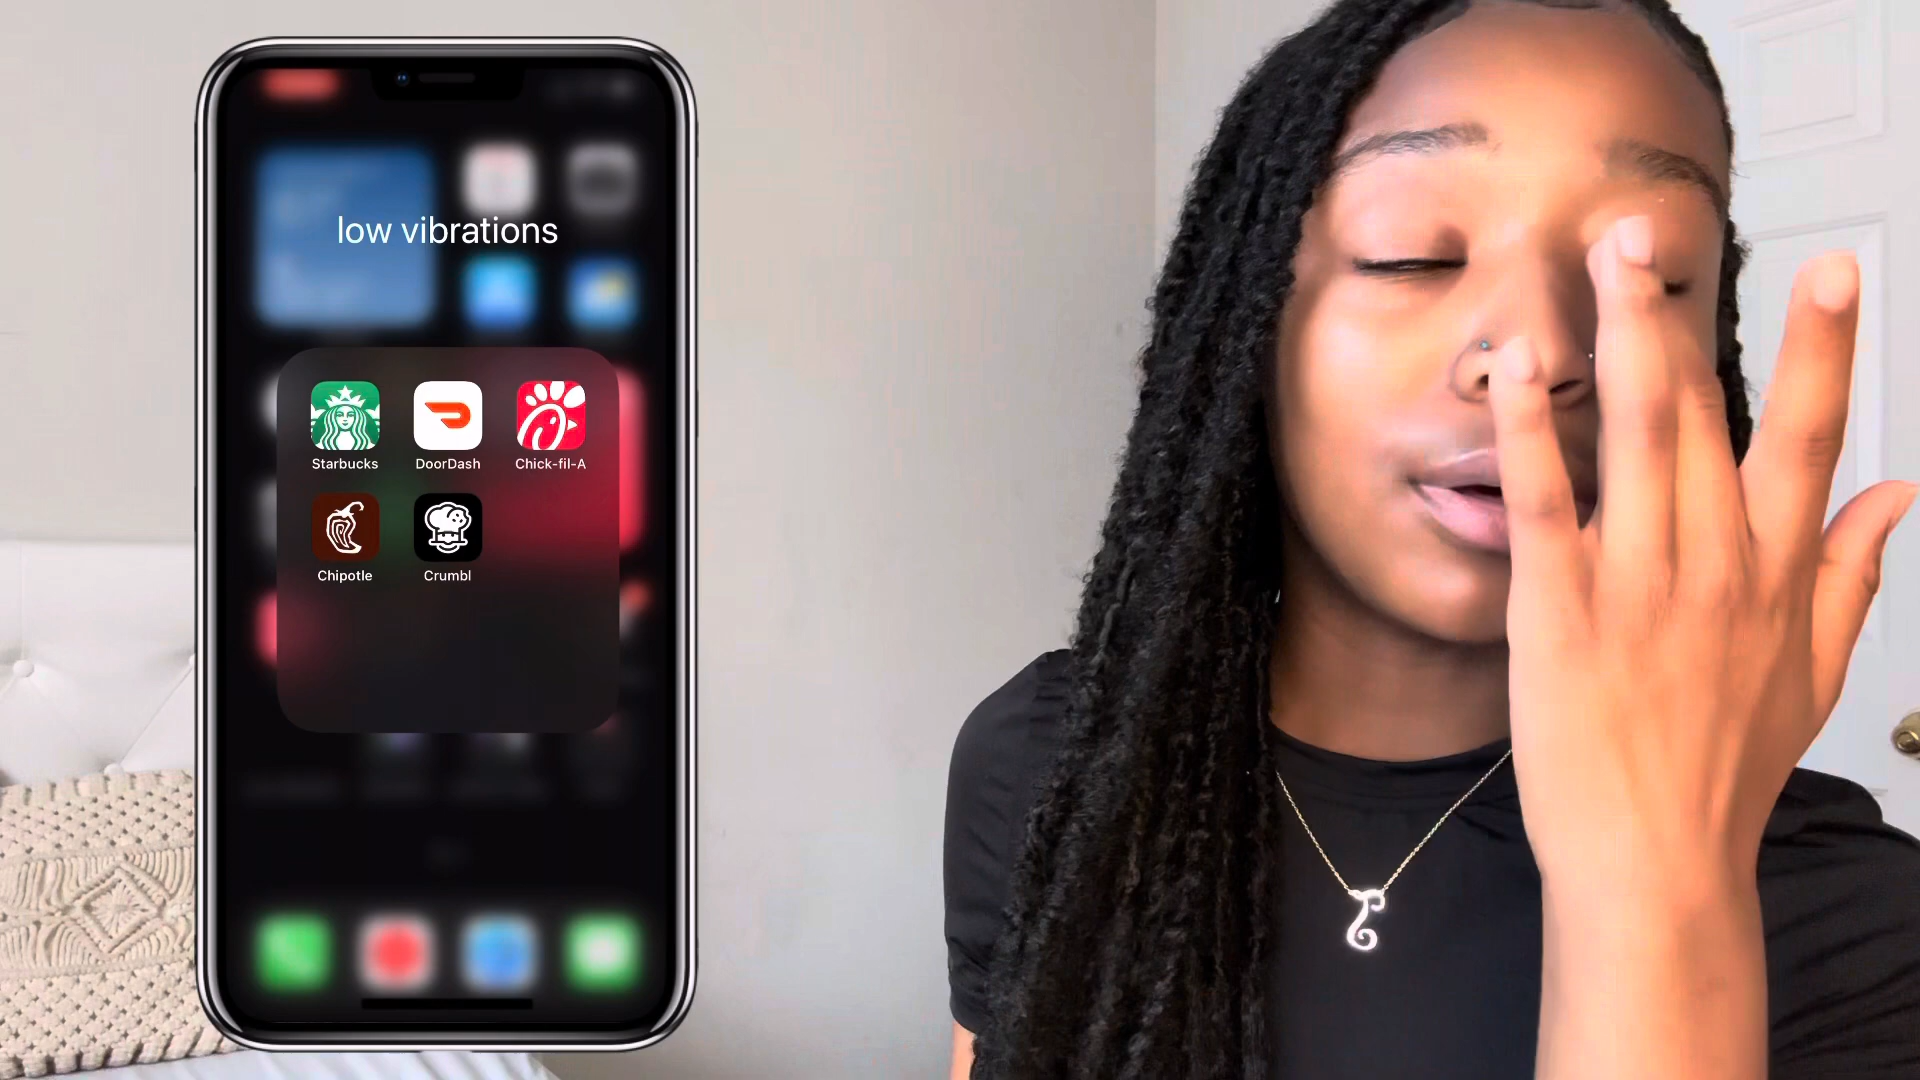 low vibrations
Starbucks
DoorDash
Chick-fil-A
Chipotle
Crumbl